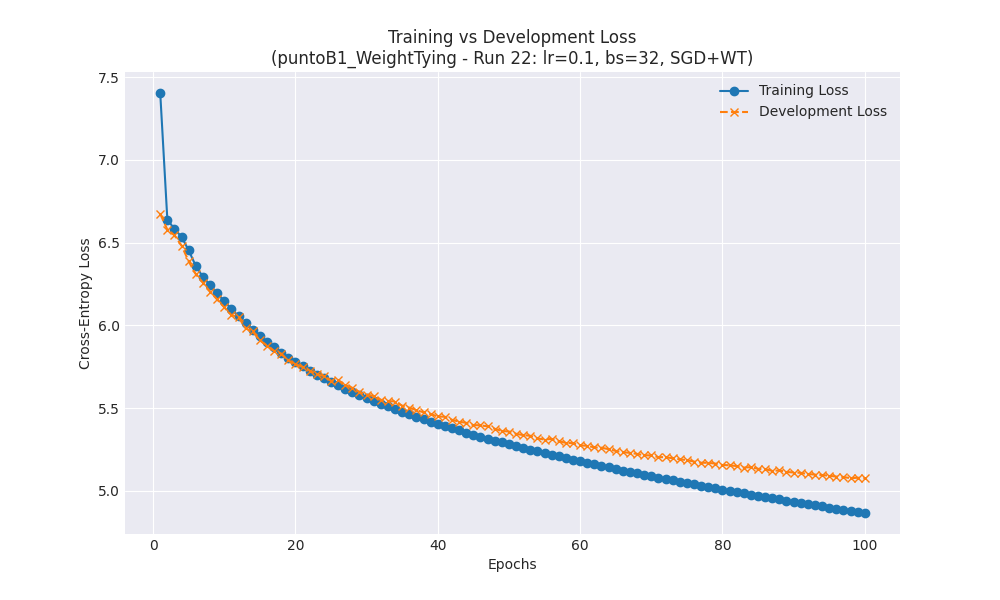 Training vs Development Loss
(puntoB1_WeightTying - Run 22: lr=0.1, bs=32, SGD+WT)
Training Loss
Development Loss
7.5
7.0
6.5
6.0
5.5
5.0
Cross-Entropy Loss
0 20 40 60 80 100
Epochs